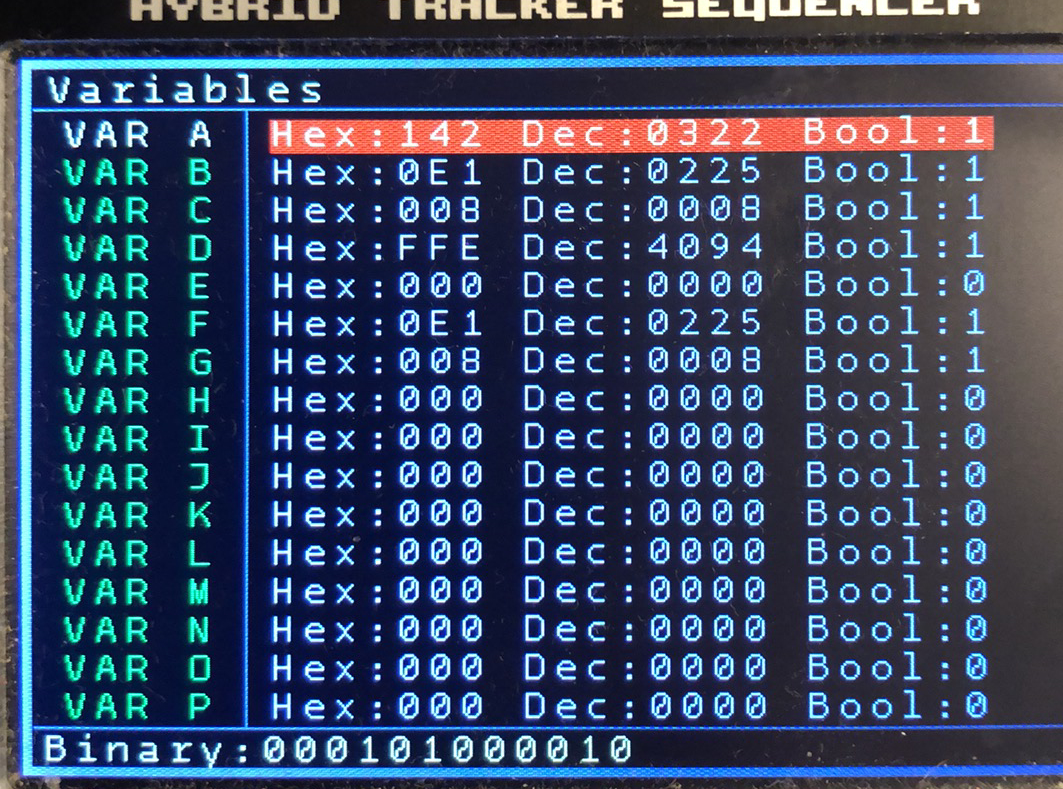 HYBRID TRACKER SEQUENCER
Variables
VAR A Hex:142 Dec:0322 Bool:1
VAR B Hex:0E1 Dec:0225 Bool:1
VAR C Hex:008 Dec:0008 Bool:1
VAR D Hex:FFE Dec:4094 Bool:1
VAR E Hex:000 Dec:0000 Bool:0
VAR F Hex:0E1 Dec:0225 Bool:1
VAR G Hex:008 Dec:0008 Bool:1
VAR H Hex:000 Dec:0000 Bool:0
VAR I Hex:000 Dec:0000 Bool:0
VAR J Hex:000 Dec:0000 Bool:0
VAR K Hex:000 Dec:0000 Bool:0
VAR L Hex:000 Dec:0000 Bool:0
VAR M Hex:000 Dec:0000 Bool:0
VAR N Hex:000 Dec:0000 Bool:0
VAR O Hex:000 Dec:0000 Bool:0
VAR P Hex:000 Dec:0000 Bool:0
Binary:000101000010